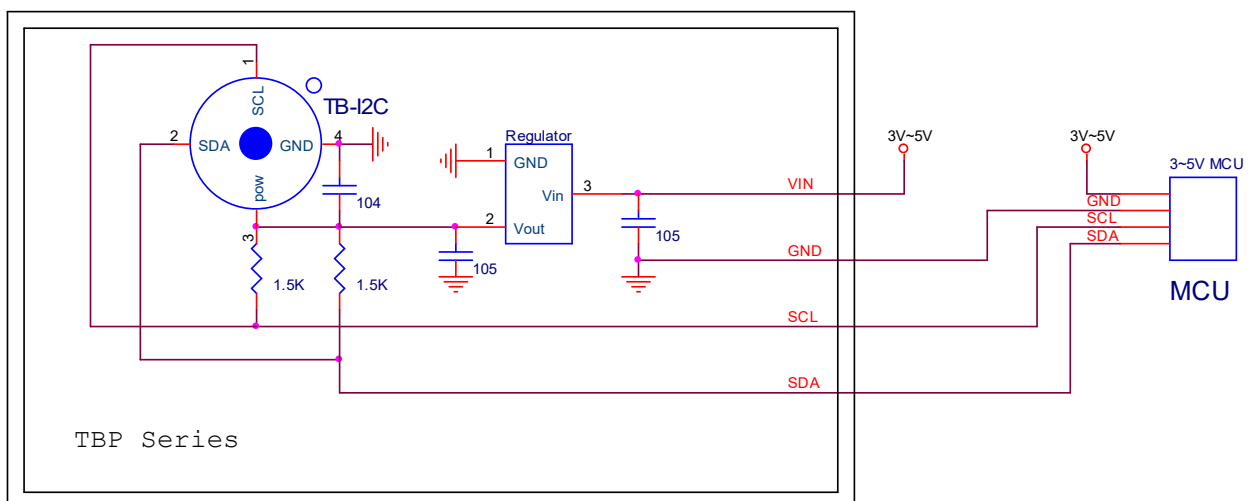 1
SCL
TB-I2C
2
SDA
GND
4
pow
3
104
1.5K
1.5K
105
Regulator
1
GND
Vin
3
2
Vout
105
VIN
GND
SCL
SDA
3V~5V
3V~5V
3~5V MCU
GND
SCL
SDA
MCU
TBP Series